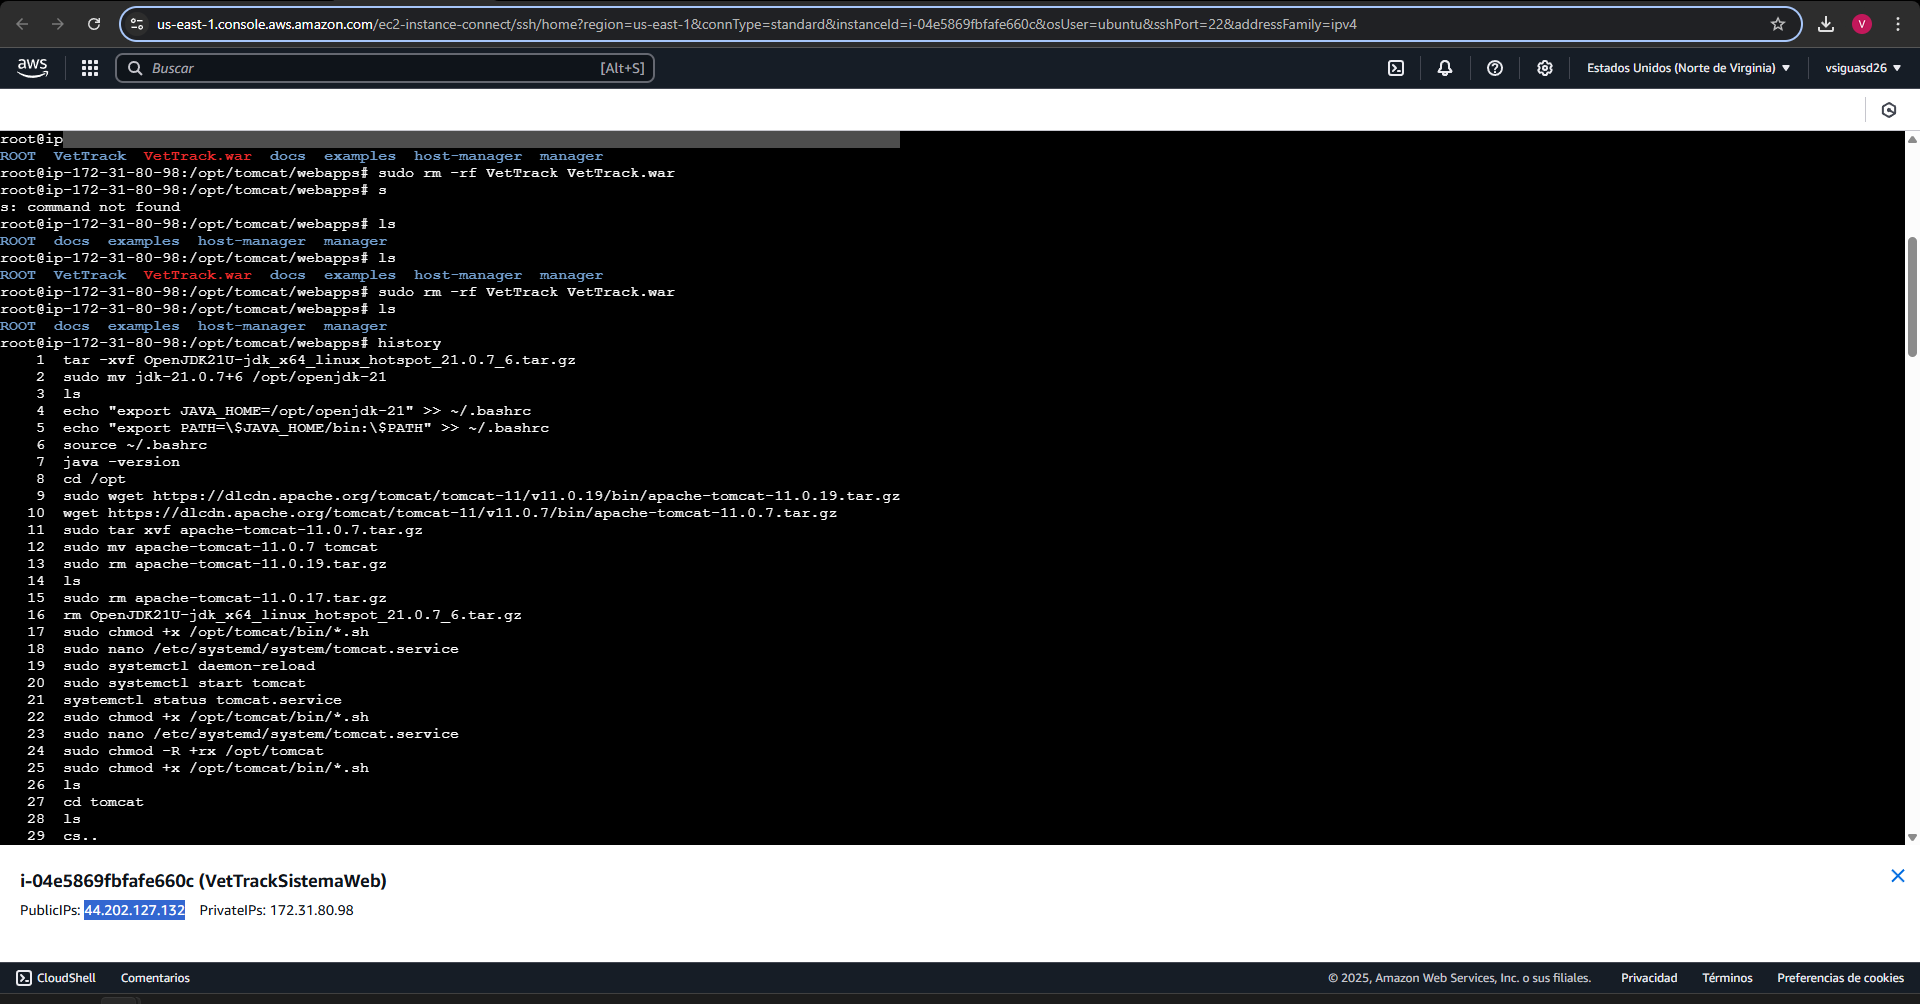 us-east-1.console.aws.amazon.com/ec2-instance-connect/ssh/home?region=us-east-1&connType=standard&instanceId=i-04e5869fbfafe660c&osUser=ubuntu&sshPort=22&addressFamily=ipv4
V
aws
Buscar [Alt+S]
Estados Unidos (Norte de Virginia)
vsiguasd26
root@ip
ROOT VetTrack VetTrack.war docs examples host-manager manager
root@ip-172-31-80-98:/opt/tomcat/webapps# sudo rm -rf VetTrack VetTrack.war
root@ip-172-31-80-98:/opt/tomcat/webapps# s
s: command not found
root@ip-172-31-80-98:/opt/tomcat/webapps# ls
ROOT docs examples host-manager manager
root@ip-172-31-80-98:/opt/tomcat/webapps# ls
ROOT VetTrack VetTrack.war docs examples host-manager manager
root@ip-172-31-80-98:/opt/tomcat/webapps# sudo rm -rf VetTrack VetTrack.war
root@ip-172-31-80-98:/opt/tomcat/webapps# ls
ROOT docs examples host-manager manager
root@ip-172-31-80-98:/opt/tomcat/webapps# history
1 tar -xvf OpenJDK21U-jdk_x64_linux_hotspot_21.0.7_6.tar.gz
2 sudo mv jdk-21.0.7+6 /opt/openjdk-21
3 ls
4 echo "export JAVA_HOME=/opt/openjdk-21" >> ~/.bashrc
5 echo "export PATH=\$JAVA_HOME/bin:\$PATH" >> ~/.bashrc
6 source ~/.bashrc
7 java -version
8 cd /opt
9 sudo wget https://dlcdn.apache.org/tomcat/tomcat-11/v11.0.19/bin/apache-tomcat-11.0.19.tar.gz
10 wget https://dlcdn.apache.org/tomcat/tomcat-11/v11.0.7/bin/apache-tomcat-11.0.7.tar.gz
11 sudo tar xvf apache-tomcat-11.0.7.tar.gz
12 sudo mv apache-tomcat-11.0.7 tomcat
13 sudo rm apache-tomcat-11.0.19.tar.gz
14 ls
15 sudo rm apache-tomcat-11.0.17.tar.gz
16 rm OpenJDK21U-jdk_x64_linux_hotspot_21.0.7_6.tar.gz
17 sudo chmod +x /opt/tomcat/bin/*.sh
18 sudo nano /etc/systemd/system/tomcat.service
19 sudo systemctl daemon-reload
20 sudo systemctl start tomcat
21 systemctl status tomcat.service
22 sudo chmod +x /opt/tomcat/bin/*.sh
23 sudo nano /etc/systemd/system/tomcat.service
24 sudo chmod -R +rx /opt/tomcat
25 sudo chmod +x /opt/tomcat/bin/*.sh
26 ls
27 cd tomcat
28 ls
29 cs..
i-04e5869fbfafe660c (VetTrackSistemaWeb)
PublicIPs: 44.202.127.132 PrivateIPs: 172.31.80.98
CloudShell Comentarios © 2025, Amazon Web Services, Inc. o sus filiales. Privacidad Términos Preferencias de cookies